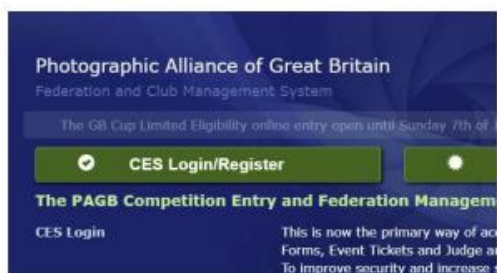 Photographic Alliance of Great Britain
Federation and Club Management System
The GB Cup Limited Eligibility online entry open until Sunday 7th of
CES Login/Register
The PAGB Competition Entry and Federation Managem
CES Login
This is now the primary way of
Forms, Event Tickets and Judge
To improve security and increase